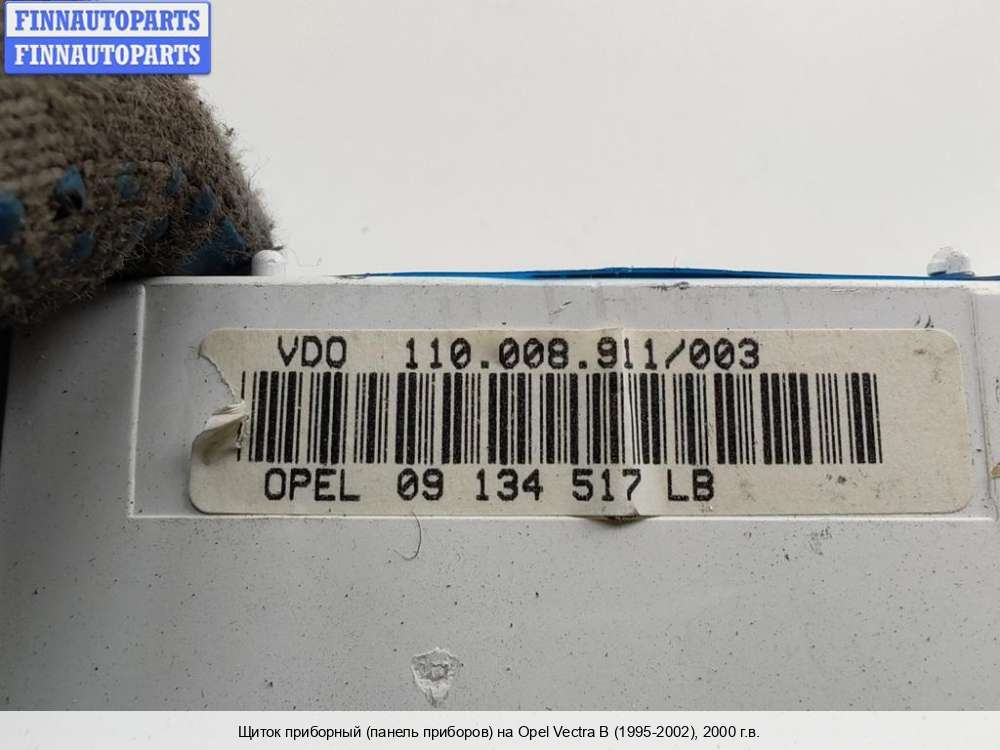 FINNAUTOPARTS
FINNAUTOPARTS
VDO 110.008.911/003
OPEL 09 134 517 LB
Щиток приборный (панель приборов) на Opel Vectra B (1995-2002), 2000 г.в.